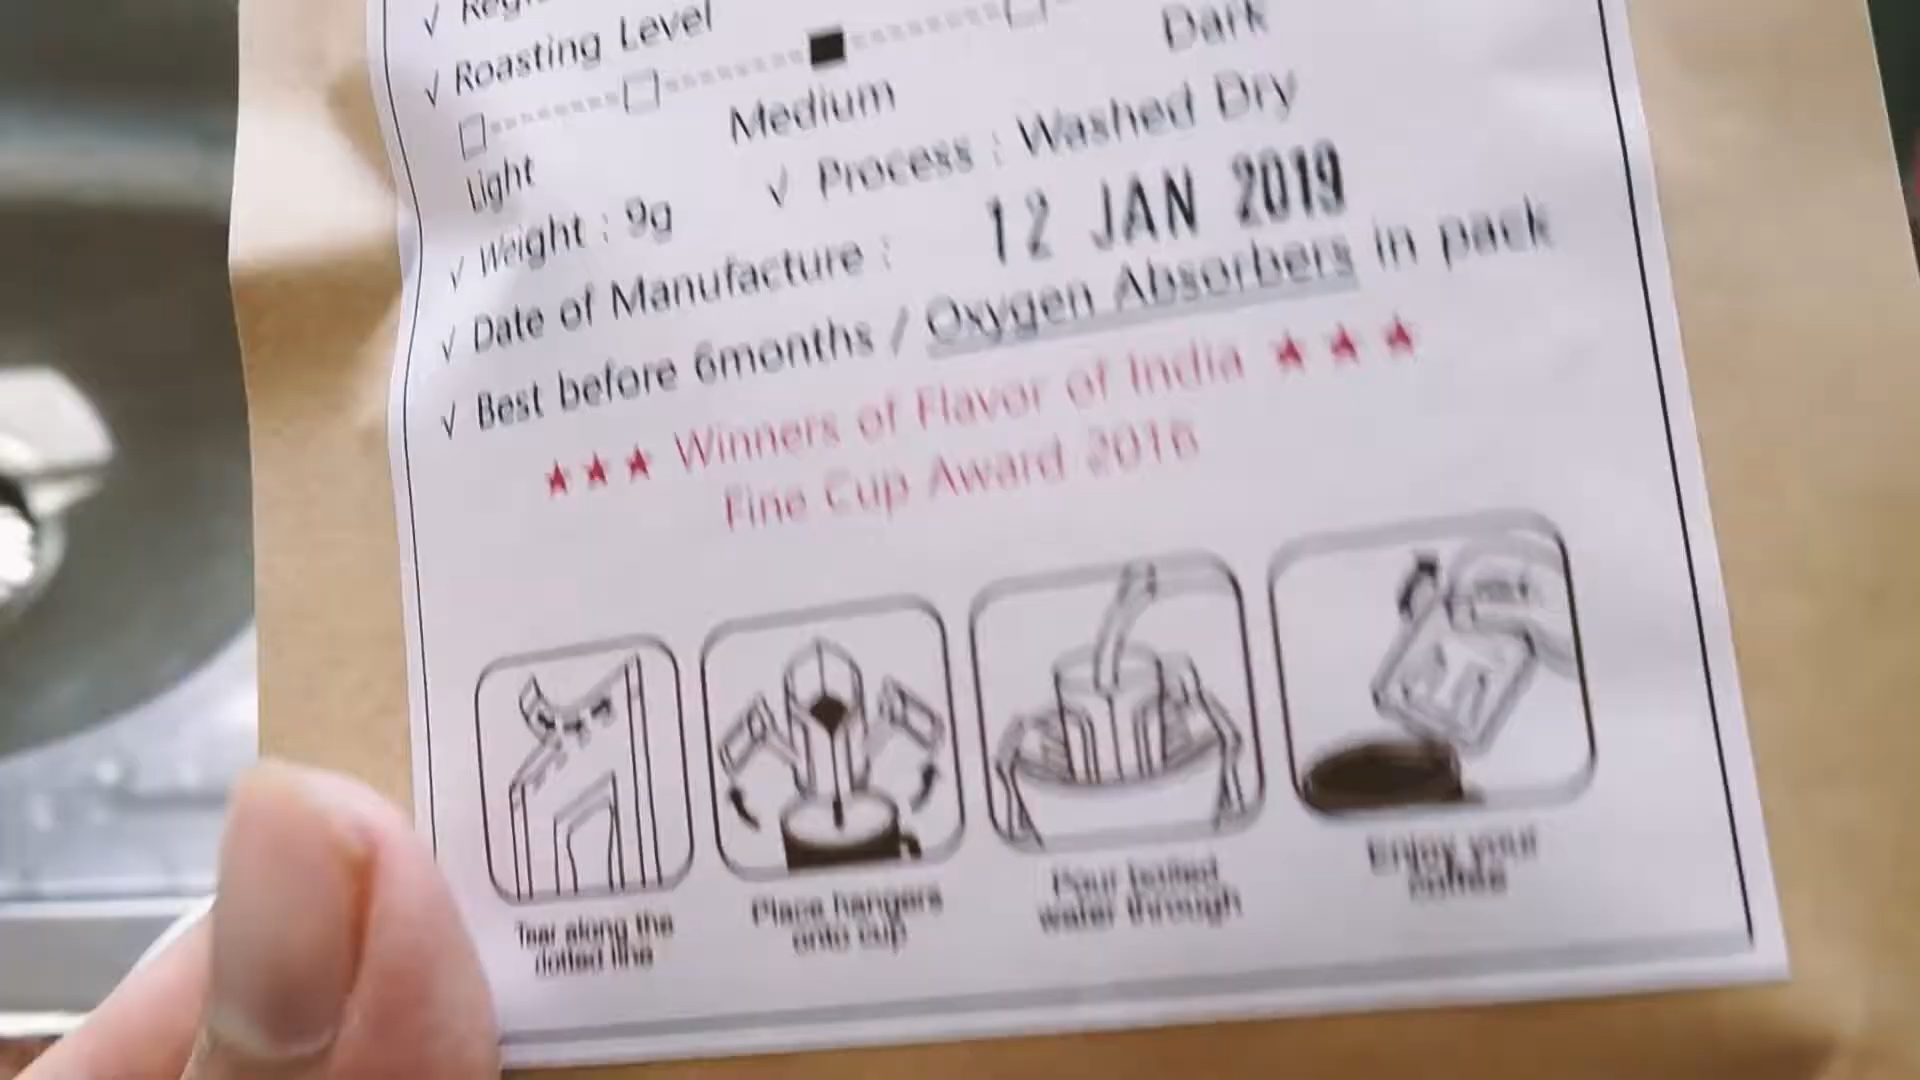 √
√ Roasting Level
Light
Medium
Dark
√ Weight : 9g
√ Process : Washed Dry
√ Date of Manufacture : 12 JAN 2019
√ Best before 6months / Oxygen Absorbers in pack
★★★ Winners of Flavor of India ★★★
Fine Cup Award 2016
Tear along the
dotted line
Place hangers
onto cup
Pour boiled
water through
Enjoy your
coffee